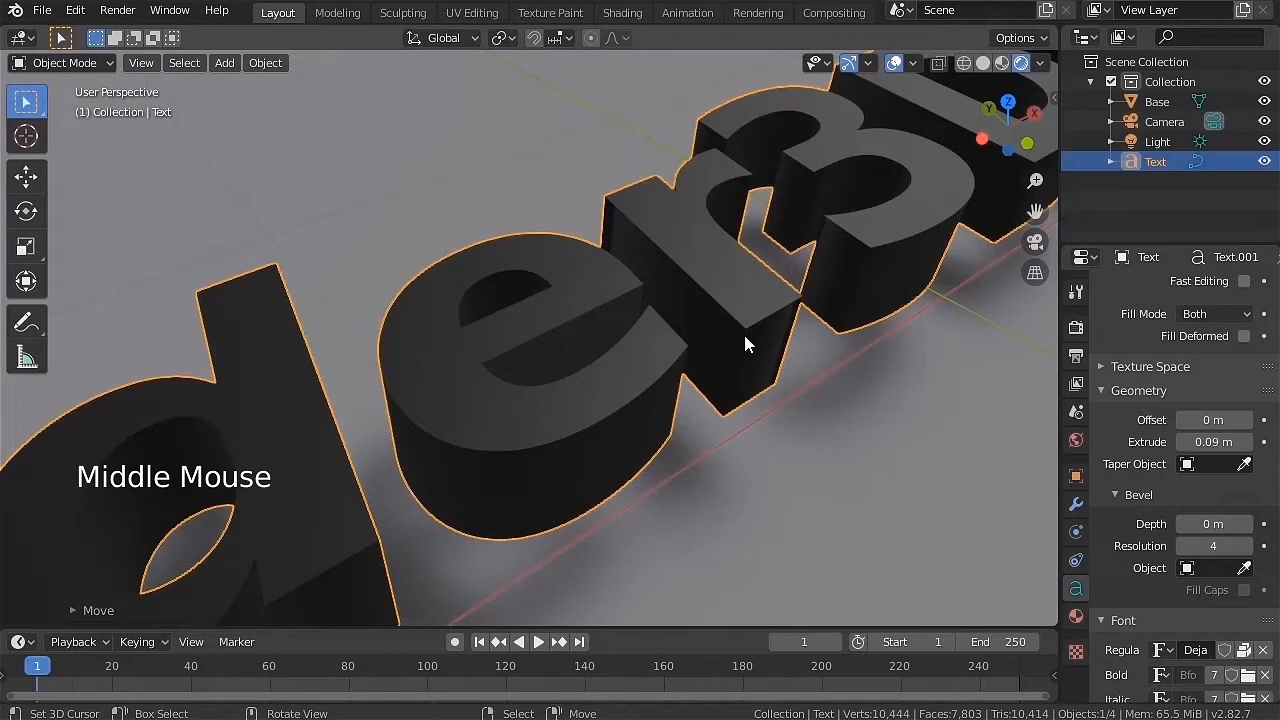 File Edit Render Window Help Layout Modeling Sculpting UV Editing Texture Paint Shading Animation Rendering Compositing Scene View Layer
Global Options
Object Mode View Select Add Object
User Perspective
(1) Collection | Text
Scene Collection
Collection
Base
Camera
Light
Text
X
Y
Z
der3
Text Text.001
Fast Editing
Fill Mode Both
Fill Deformed
Texture Space
Geometry
Offset 0 m
Extrude 0.09 m
Taper Object
Bevel
Depth 0 m
Resolution 4
Object
Fill Caps
Font
Regula Deja
Bold Bfo 7
Italic Bfo 7
Middle Mouse
Move
Playback Keying View Marker 1 Start 1 End 250
1 20 40 60 80 100 120 140 160 180 200 220 240
Set 3D Cursor Box Select Rotate View Select Move Collection | Text | Verts:10,444 | Faces:7,803 | Tris:10,414 | Objects:1/4 | Mem: 65.5 MiB | v2.82.7